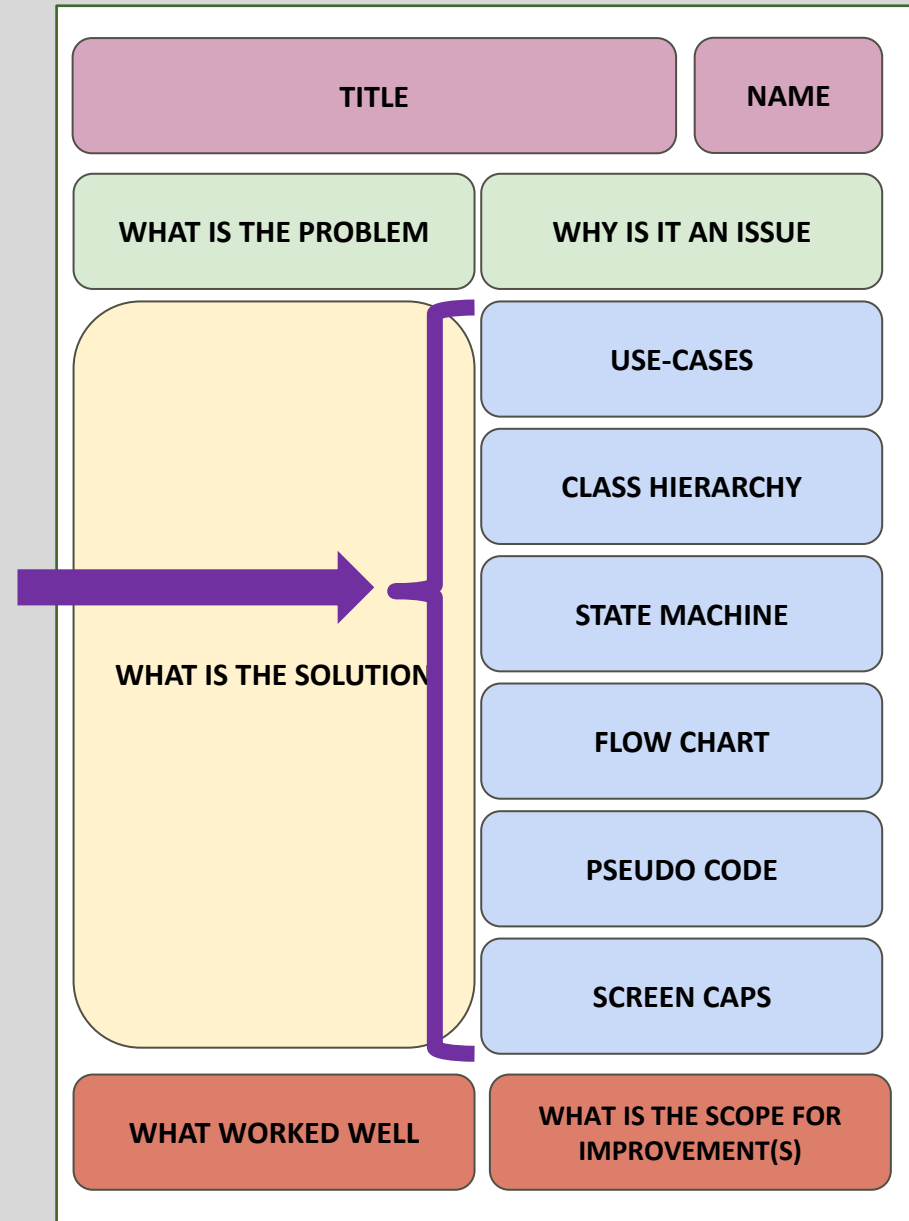 TITLE
NAME
WHAT IS THE PROBLEM
WHY IS IT AN ISSUE
WHAT IS THE SOLUTION
USE-CASES
CLASS HIERARCHY
STATE MACHINE
FLOW CHART
PSEUDO CODE
SCREEN CAPS
WHAT WORKED WELL
WHAT IS THE SCOPE FOR
IMPROVEMENT(S)